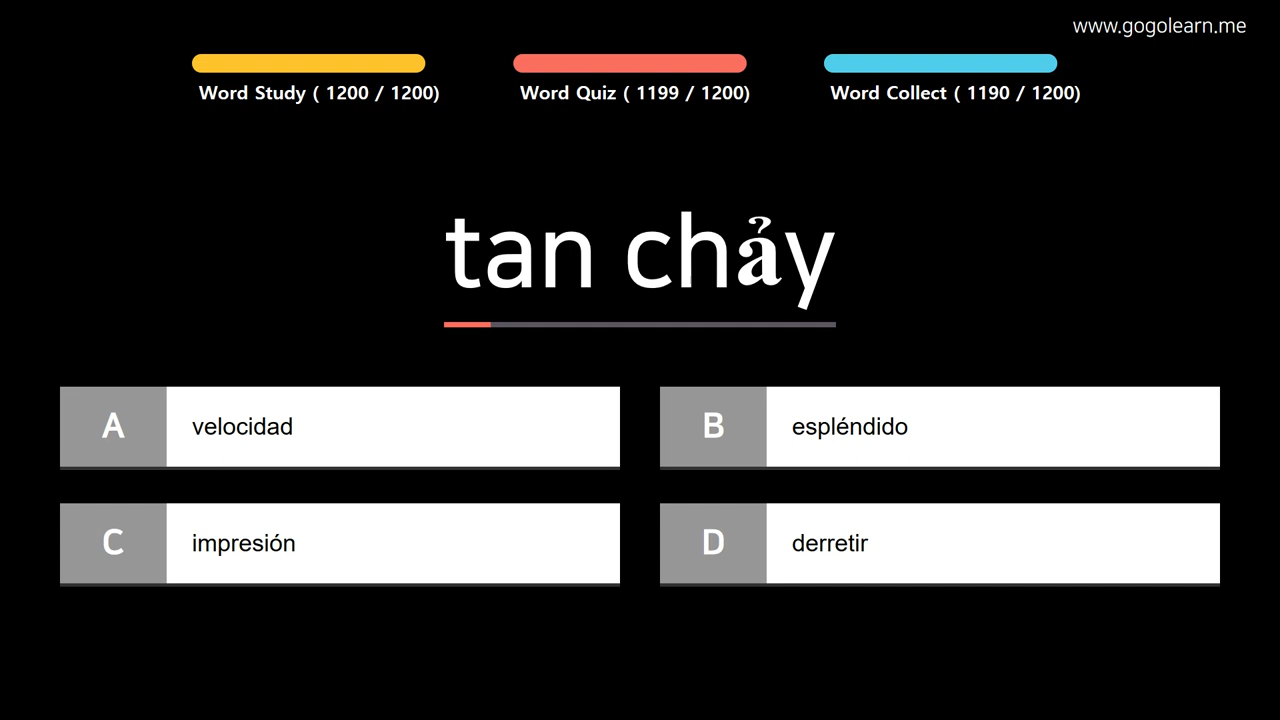 www.gogolearn.me
Word Study ( 1200 / 1200)
Word Quiz ( 1199 / 1200)
Word Collect ( 1190 / 1200)
tan chảy
A velocidad
B espléndido
C impresión
D derretir